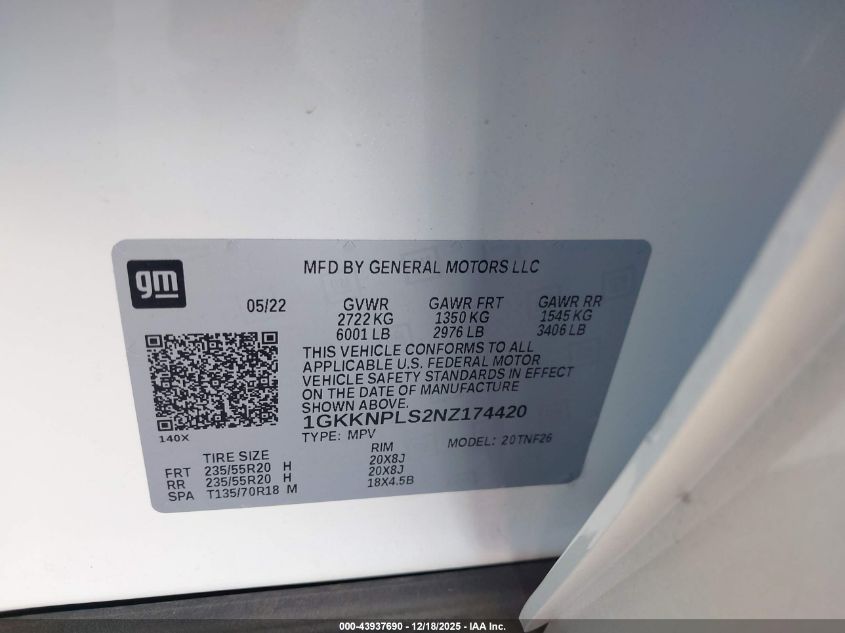 gm
MFD BY GENERAL MOTORS LLC
05/22 GVWR GAWR FRT GAWR RR
2722 KG 1350 KG 1545 KG
6001 LB 2976 LB 3406 LB
THIS VEHICLE CONFORMS TO ALL
APPLICABLE U.S. FEDERAL MOTOR
VEHICLE SAFETY STANDARDS IN EFFECT
ON THE DATE OF MANUFACTURE
SHOWN ABOVE.
1GKKNPLS2NZ174420
140X TYPE: MPV MODEL: 20TNF26
TIRE SIZE RIM
FRT 235/55R20 H 20X8J
RR 235/55R20 H 20X8J
SPA T135/70R18 M 18X4.5B
000-43937690 - 12/18/2025 - IAA Inc.